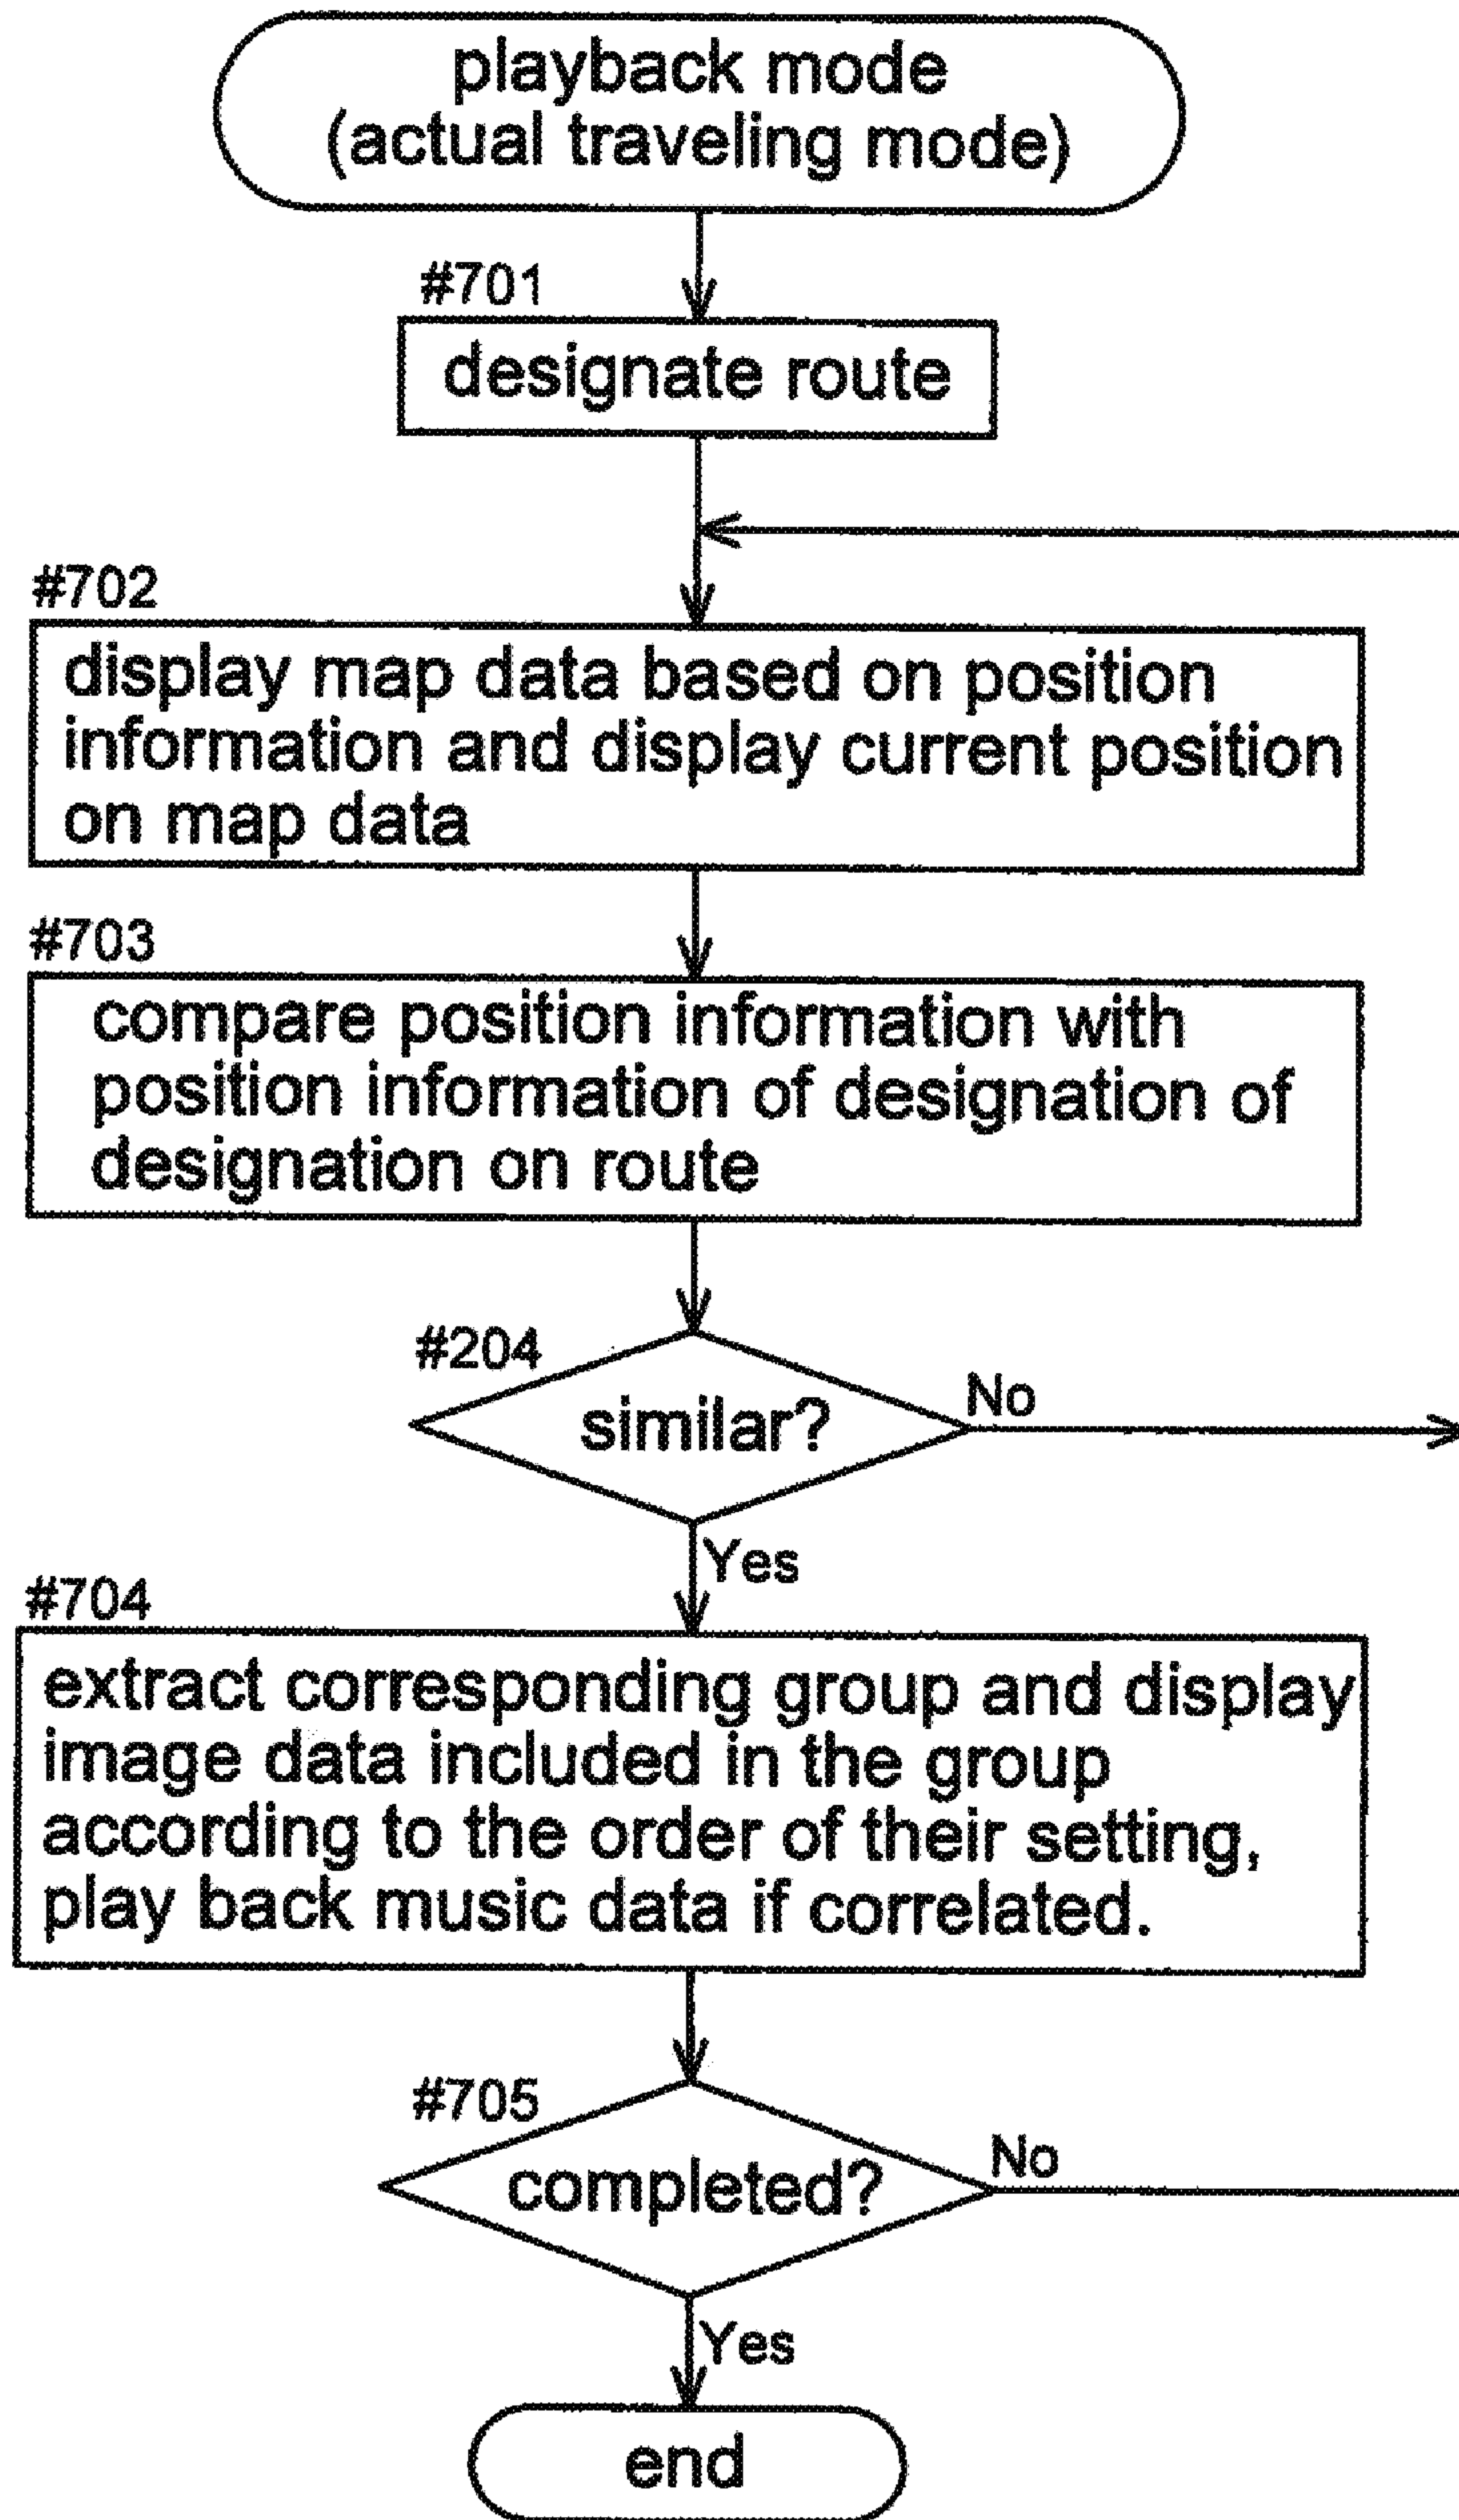 playback mode
(actual traveling mode)
#701
designate route
#702
display map data based on position
information and display current position
on map data
#703
compare position information with
position information of designation of
designation on route
#204
similar?
No
Yes
#704
extract corresponding group and display
image data included in the group
according to the order of their setting,
play back music data if correlated.
#705
completed?
No
Yes
end